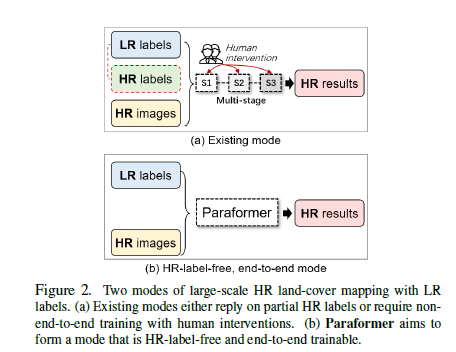 LR labels
HR labels
HR images
Human
intervention
S1
S2
S3
Multi-stage
HR results
(a) Existing mode
LR labels
HR images
Paraformer
HR results
(b) HR-label-free, end-to-end mode
Figure 2. Two modes of large-scale HR land-cover mapping with LR
labels. (a) Existing modes either reply on partial HR labels or require non-
end-to-end training with human interventions. (b) Paraformer aims to
form a mode that is HR-label-free and end-to-end trainable.